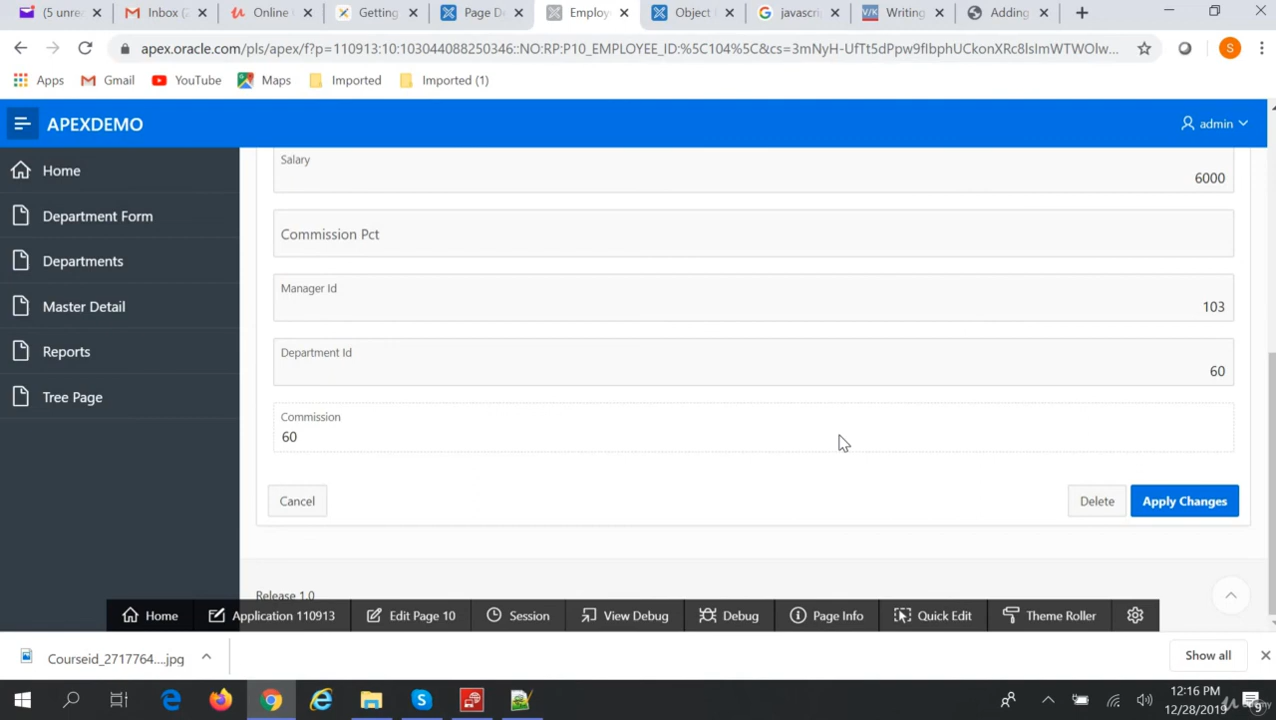 (5 unre
Inbox (2
Online
Getting
Page D
Employ
Object
javascri
Writing
Adding
apex.oracle.com/pls/apex/f?p=110913:10:103044088250346::NO:RP:P10_EMPLOYEE_ID:%5C104%5C&cs=3mNyH-UfTt5dPpw9fIbphUCkonXRc8lsImWTWOlw...
S
Apps
Gmail
YouTube
Maps
Imported
Imported (1)
APEXDEMO
admin
Home
Department Form
Departments
Master Detail
Reports
Tree Page
Salary
6000
Commission Pct
Manager Id
103
Department Id
60
Commission
60
Cancel
Delete
Apply Changes
Release 1.0
Home
Application 110913
Edit Page 10
Session
View Debug
Debug
Page Info
Quick Edit
Theme Roller
Courseid_2717764....jpg
Show all
12:16 PM
12/28/2019